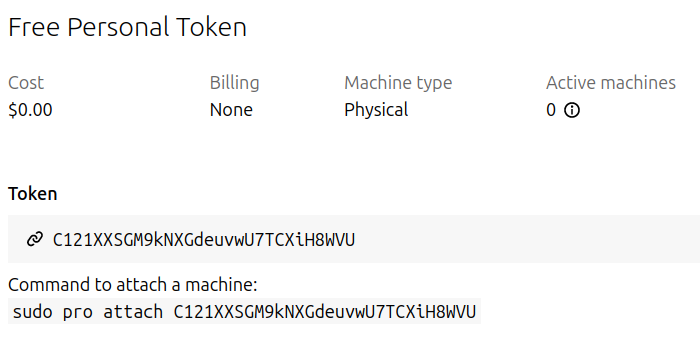 Free Personal Token
Cost Billing Machine type Active machines
$0.00 None Physical 0
Token
C121XXSGM9kNXGdeuvwU7TCXiH8WVU
Command to attach a machine:
sudo pro attach C121XXSGM9kNXGdeuvwU7TCXiH8WVU